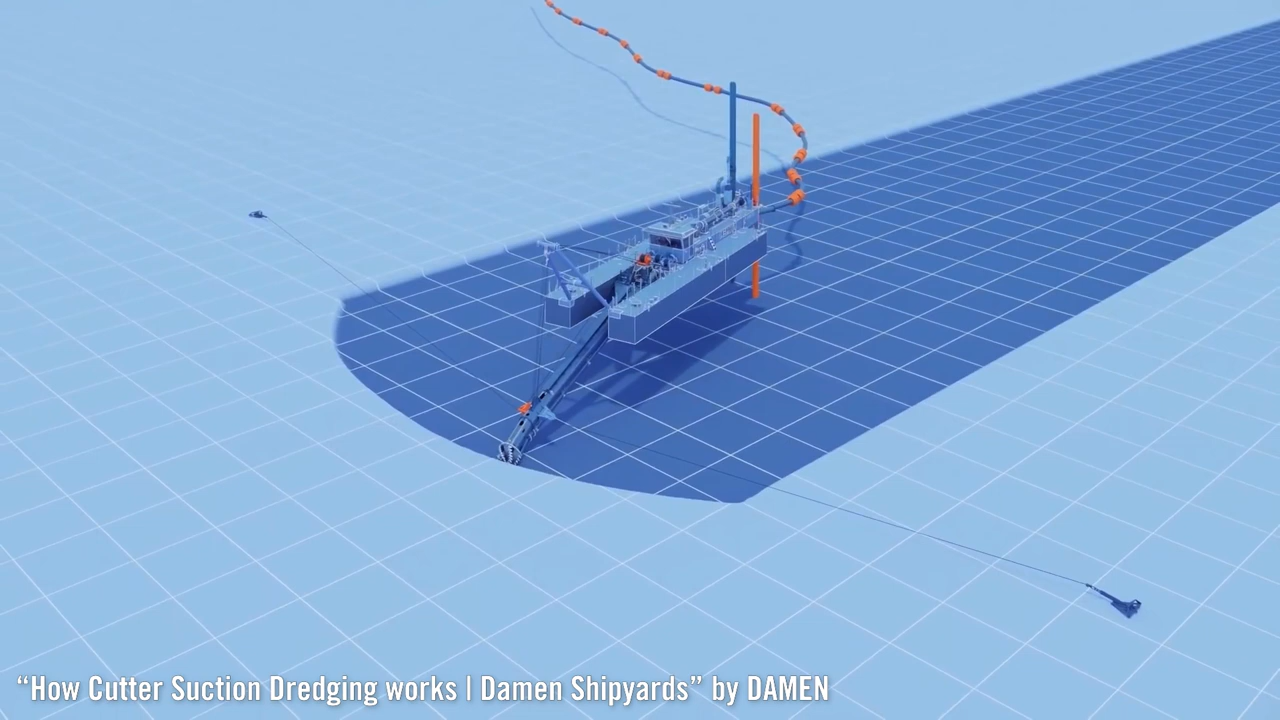 “How Cutter Suction Dredging works | Damen Shipyards” by DAMEN